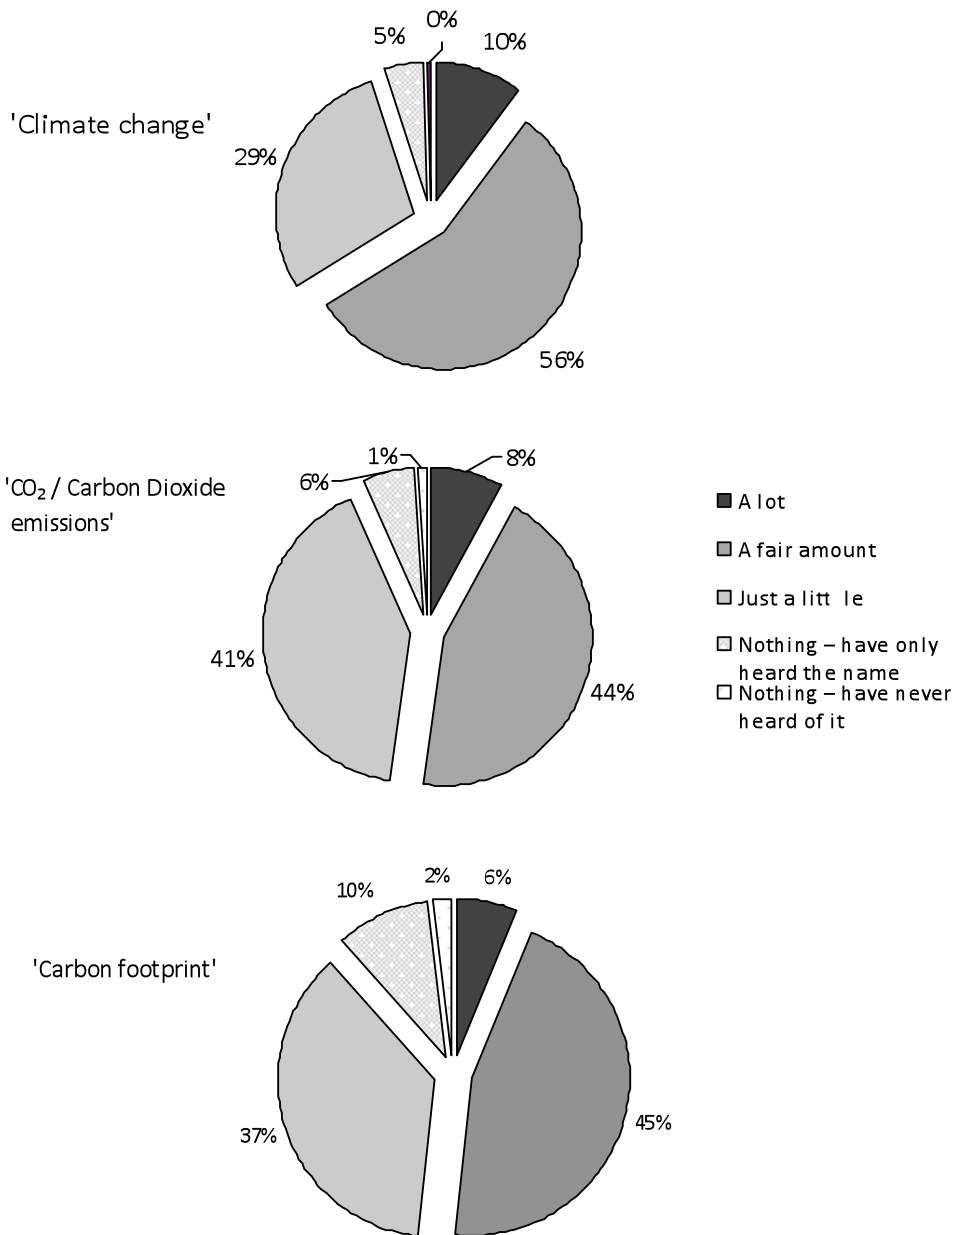 0%
5%
10%
'Climate change'
29%
56%
1%
8%
6%
'CO₂ / Carbon Dioxide
emissions'
41%
44%
A lot
A fair amount
Just a litt le
Nothing – have only
heard the name
Nothing – have never
heard of it
2%
6%
10%
'Carbon footprint'
37%
45%